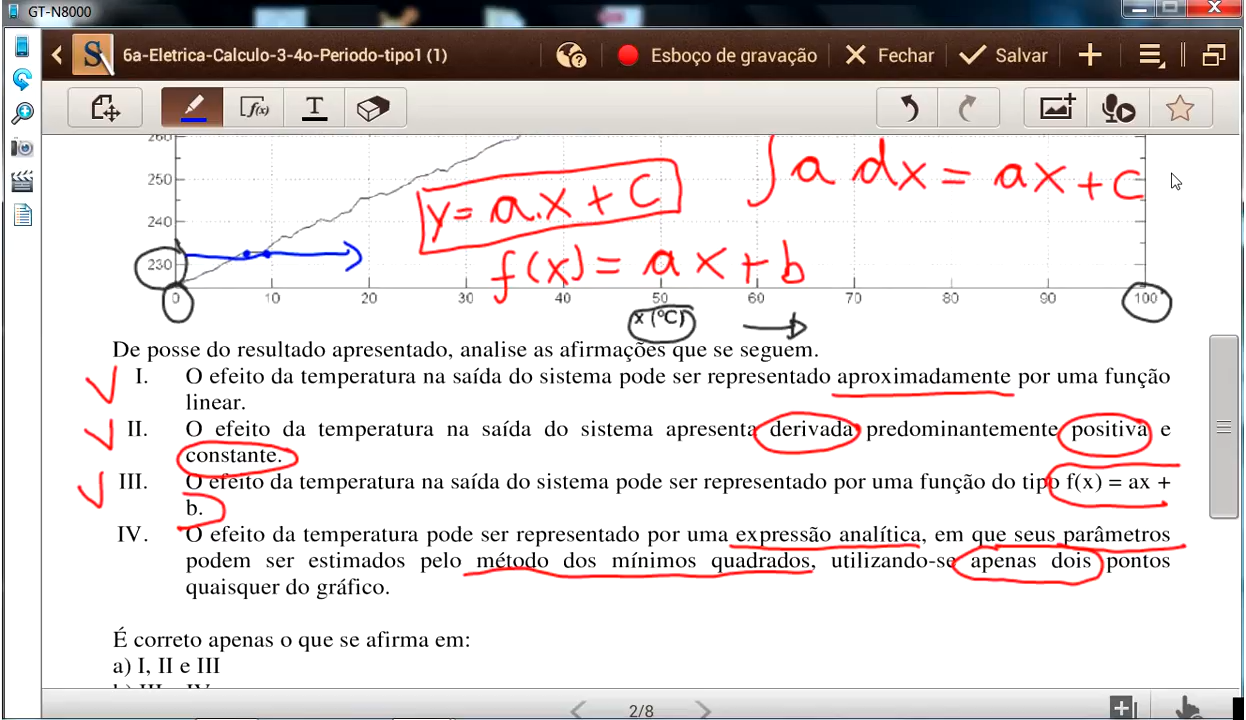 GT-N8000
6a-Eletrica-Calculo-3-4o-Periodo-tipo1 (1)
Esboço de gravação
Fechar
Salvar
f(x)
T
260
250
240
230
∫ a dx = ax + c
y = a.x + c
f(x) = ax + b
0 10 20 30 40 50 60 70 80 90 100
x (°C)
De posse do resultado apresentado, analise as afirmações que se seguem.
I. O efeito da temperatura na saída do sistema pode ser representado aproximadamente por uma função
linear.
II. O efeito da temperatura na saída do sistema apresenta derivada predominantemente positiva e
constante.
III. O efeito da temperatura na saída do sistema pode ser representado por uma função do tipo f(x) = ax +
b.
IV. O efeito da temperatura pode ser representado por uma expressão analítica, em que seus parâmetros
podem ser estimados pelo método dos mínimos quadrados, utilizando-se apenas dois pontos
quaisquer do gráfico.
É correto apenas o que se afirma em:
a) I, II e III
2/8